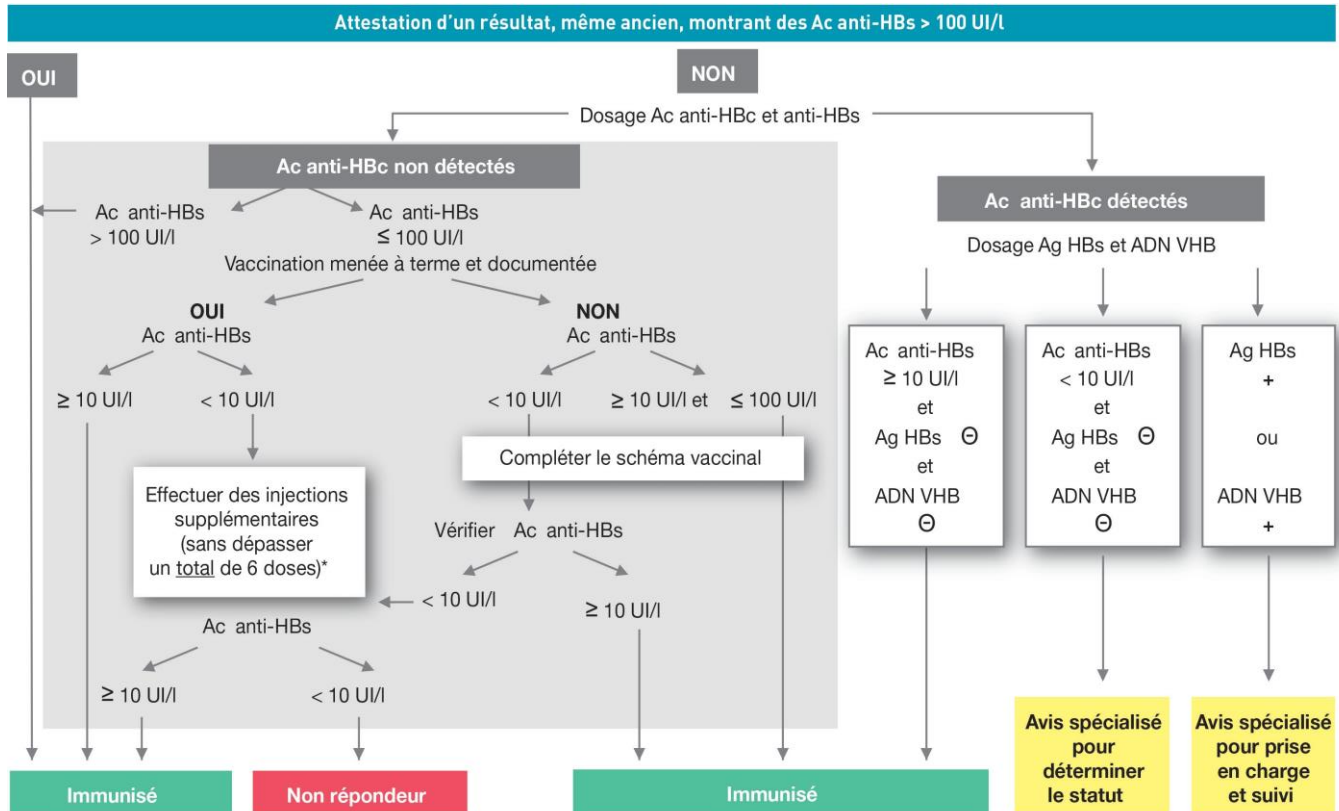 Attestation d'un résultat, même ancien, montrant des Ac anti-HBs > 100 UI/l
OUI
NON
Dosage Ac anti-HBc et anti-HBs
Ac anti-HBc non détectés
Ac anti-HBs
> 100 UI/l
Ac anti-HBs
≤ 100 UI/l
Vaccination menée à terme et documentée
OUI
Ac anti-HBs
NON
Ac anti-HBs
≥ 10 UI/l
< 10 UI/l
< 10 UI/l
≥ 10 UI/l et
≤ 100 UI/l
Effectuer des injections
supplémentaires
(sans dépasser
un total de 6 doses)*
Compléter le schéma vaccinal
Vérifier Ac anti-HBs
< 10 UI/l
≥ 10 UI/l
Ac anti-HBs
≥ 10 UI/l
< 10 UI/l
Ac anti-HBc détectés
Dosage Ag HBs et ADN VHB
Ac anti-HBs
≥ 10 UI/l
et
Ag HBs Θ
et
ADN VHB
Θ
Ac anti-HBs
< 10 UI/l
et
Ag HBs Θ
et
ADN VHB
Θ
Ag HBs
+
ou
ADN VHB
+
Immunisé
Non répondeur
Immunisé
Avis spécialisé
pour
déterminer
le statut
Avis spécialisé
pour prise
en charge
et suivi